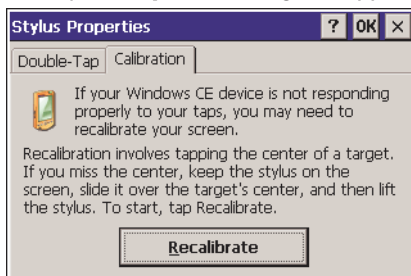 Stylus Properties ? OK ×
Double-Tap Calibration
If your Windows CE device is not responding
properly to your taps, you may need to
recalibrate your screen.
Recalibration involves tapping the center of a target.
If you miss the center, keep the stylus on the
screen, slide it over the target's center, and then lift
the stylus. To start, tap Recalibrate.
Recalibrate